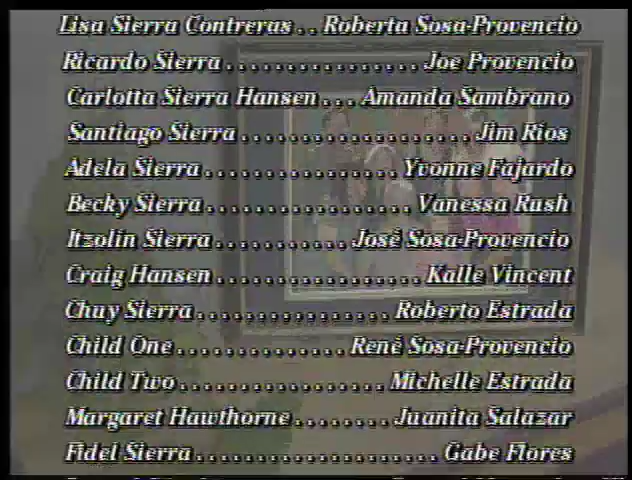 Lisa Sierra Contreras . . Roberta Sosa-Provencio
Ricardo Sierra . . . . . . . . . . . . . . . . Joe Provencio
Carlotta Sierra Hansen . . . Amanda Sambrano
Santiago Sierra . . . . . . . . . . . . . . . . . . . Jim Rios
Adela Sierra . . . . . . . . . . . . . . . . Yvonne Fajardo
Becky Sierra . . . . . . . . . . . . . . . . . Vanessa Rush
Itzolin Sierra . . . . . . . . . . . José Sosa-Provencio
Craig Hansen . . . . . . . . . . . . . . . . . Kalle Vincent
Chuy Sierra . . . . . . . . . . . . . . . . Roberto Estrada
Child One . . . . . . . . . . . . . . René Sosa-Provencio
Child Two . . . . . . . . . . . . . . . . . Michelle Estrada
Margaret Hawthorne . . . . . . . . Juanita Salazar
Fidel Sierra . . . . . . . . . . . . . . . . . . . . Gabe Flores